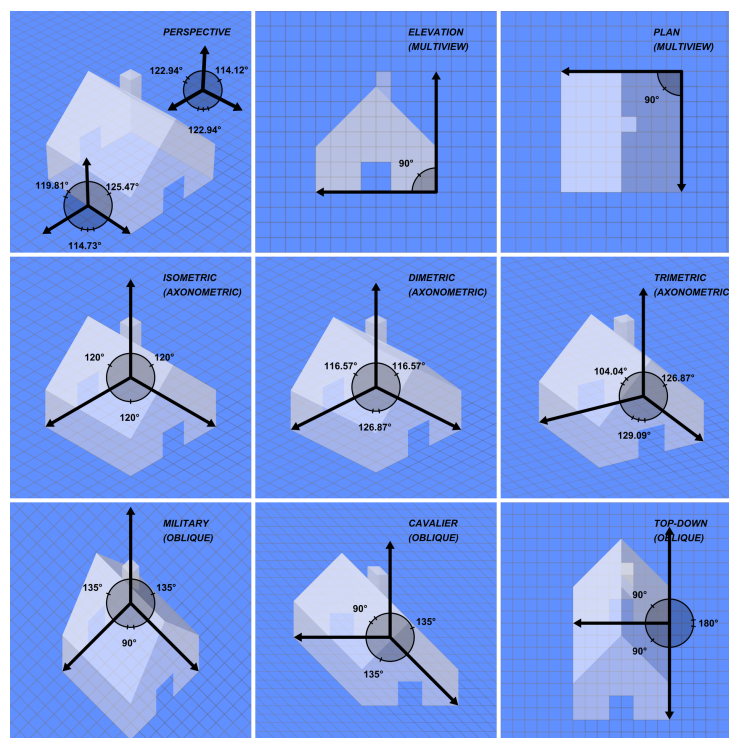 PERSPECTIVE
122.94°
114.12°
122.94°
119.81°
125.47°
114.73°
ELEVATION
(MULTIVIEW)
90°
PLAN
(MULTIVIEW)
90°
ISOMETRIC
(AXONOMETRIC)
120°
120°
120°
DIMETRIC
(AXONOMETRIC)
116.57°
116.57°
126.87°
TRIMETRIC
(AXONOMETRIC
104.04°
126.87°
129.09°
MILITARY
(OBLIQUE)
135°
135°
90°
CAVALIER
(OBLIQUE)
90°
135°
135°
TOP-DOWN
(OBLIQUE)
90°
180°
90°